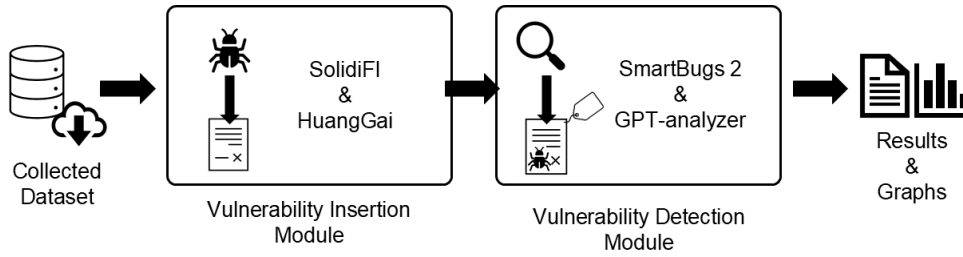 Collected
Dataset
SolidiFI
&
HuangGai
Vulnerability Insertion
Module
SmartBugs 2
&
GPT-analyzer
Vulnerability Detection
Module
Results
&
Graphs